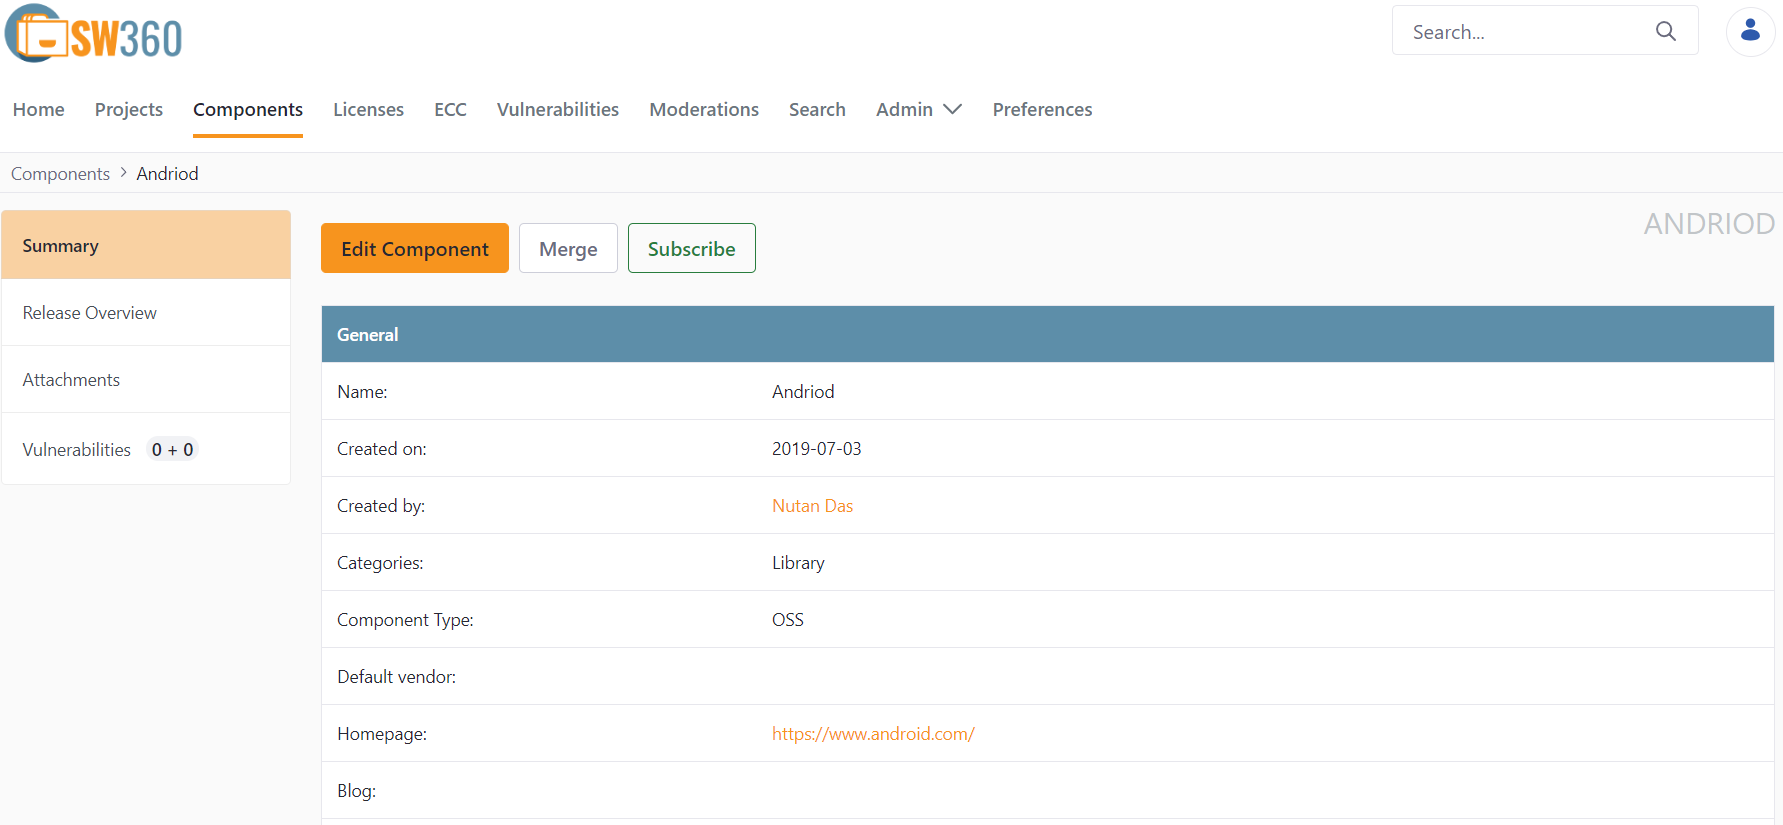 SW360
Search...
Home Projects Components Licenses ECC Vulnerabilities Moderations Search Admin Preferences
Components > Andriod
ANDRIOD
Summary
Release Overview
Attachments
Vulnerabilities 0 + 0
Edit Component Merge Subscribe
General
Name: Andriod
Created on: 2019-07-03
Created by: Nutan Das
Categories: Library
Component Type: OSS
Default vendor:
Homepage: https://www.android.com/
Blog: